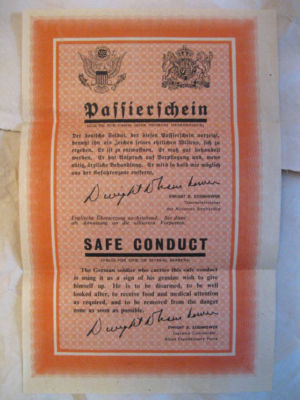 Passierschein
Der deutsche Soldat, der diesen Passierschein vorzeigt,
benutzt ihn als Zeichen seines ehrlichen Willens, sich zu
ergeben. Er ist zu entwaffnen. Er muss gut behandelt
werden. Er hat Anspruch auf Verpflegung und, wenn
nötig, ärztliche Behandlung. Er wird so bald wie möglich
aus der Gefahrenzone entfernt.
Dwight D Eisenhower
DWIGHT D. EISENHOWER
Englische Übersetzung nachstehend. Sie dient
als Anweisung an die alliierten Vorposten.
SAFE CONDUCT
The German soldier who carries this safe conduct
is using it as a sign of his genuine wish to give
himself up. He is to be disarmed, to be well
looked after, to receive food and medical attention
as required, and to be removed from the danger
zone as soon as possible.
Dwight D Eisenhower
DWIGHT D. EISENHOWER
Supreme Commander
Allied Expeditionary Force